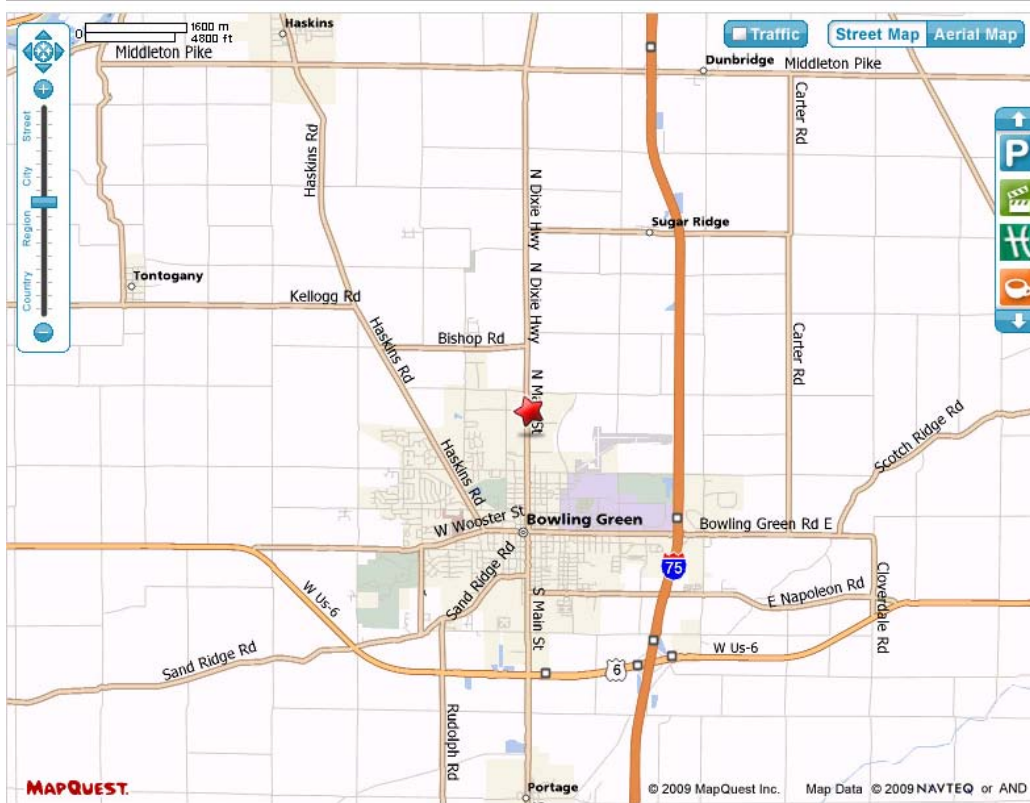 Haskins
0
1600 m
4800 ft
Traffic
Street Map
Aerial Map
Middleton Pike
Dunbridge
Middleton Pike
Street
City
Region
Country
Haskins Rd
N Dixie Hwy
Carter Rd
P
Sugar Ridge
Tontogany
Kellogg Rd
N Dixie Hwy
Haskins Rd
Bishop Rd
Carter Rd
N Main St
Scotch Ridge Rd
Haskins Rd
W Wooster St
Bowling Green
Bowling Green Rd E
75
Sand Ridge Rd
W Us-6
S Main St
E Napoleon Rd
Cloverdale Rd
Sand Ridge Rd
W Us-6
6
Rudolph Rd
MAPQUEST.
Portage
© 2009 MapQuest Inc.
Map Data © 2009 NAVTEQ or AND